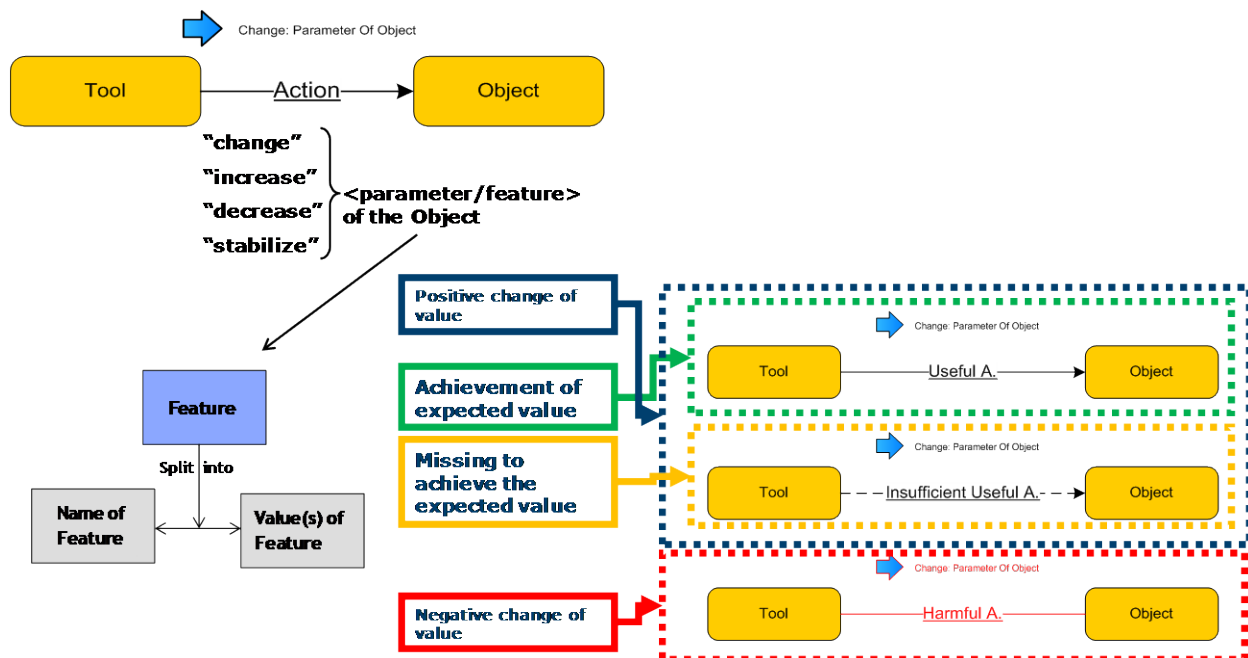 Change: Parameter Of Object
Tool
Action
Object
“change”
“increase”
“decrease”
“stabilize”
<parameter/feature>
of the Object
Feature
Split into
Name of
Feature
Value(s) of
Feature
Positive change of
value
Achievement of
expected value
Missing to
achieve the
expected value
Negative change of
value
Change: Parameter Of Object
Tool
Useful A.
Object
Change: Parameter Of Object
Tool
Insufficient Useful A.
Object
Change: Parameter Of Object
Tool
Harmful A.
Object